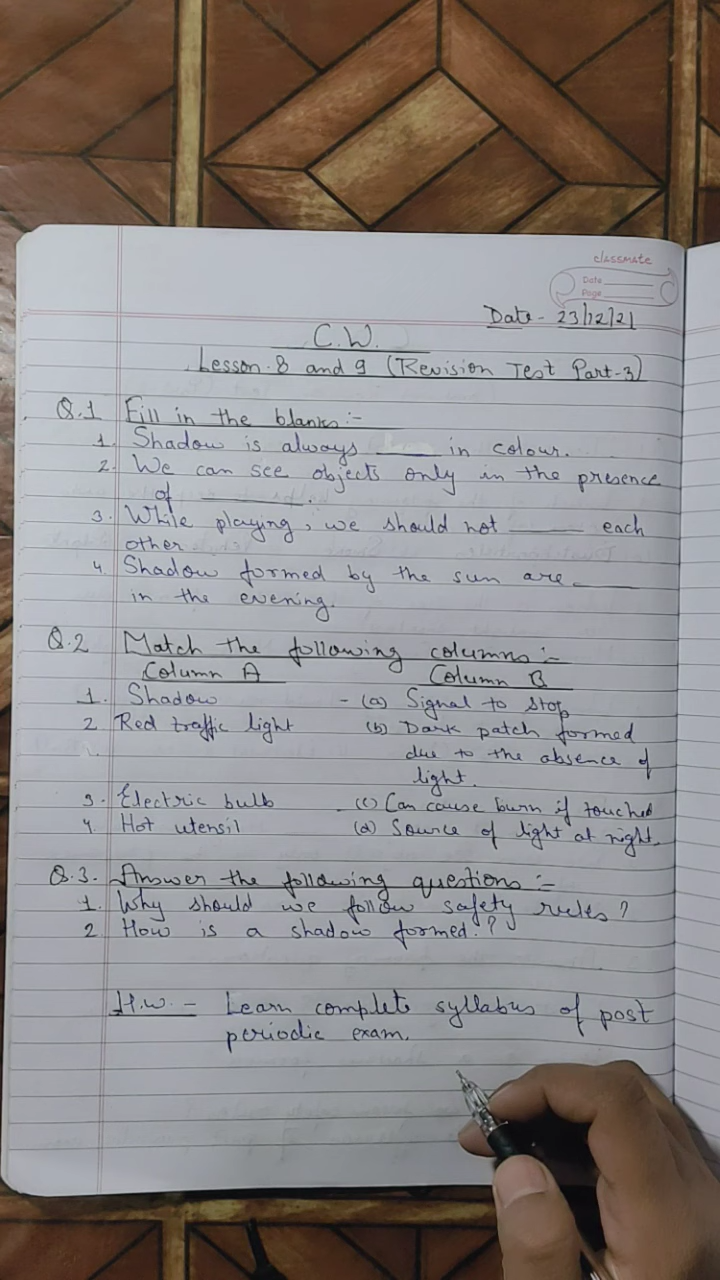 classmate
Date
Page
Date - 23/12/21
C.W.
Lesson-8 and 9 (Revision Test Part-3)
Q.1 Fill in the blanks:-
1. Shadow is always ____ in colour.
2. We can see objects only in the presence
of ________.
3. While playing, we should not ____ each
other
4. Shadow formed by the sun are ____
in the evening.
Q.2 Match the following columns:-
Column A Column B
1. Shadow - (a) Signal to stop
2. Red traffic light (b) Dark patch formed
due to the absence of
light.
3. Electric bulb - (c) Can cause burn if touched
4. Hot utensil (d) Source of light at night.
Q.3. Answer the following questions:-
1. Why should we follow safety rules?
2. How is a shadow formed.?
H.W. - Learn complete syllabus of post
periodic exam.